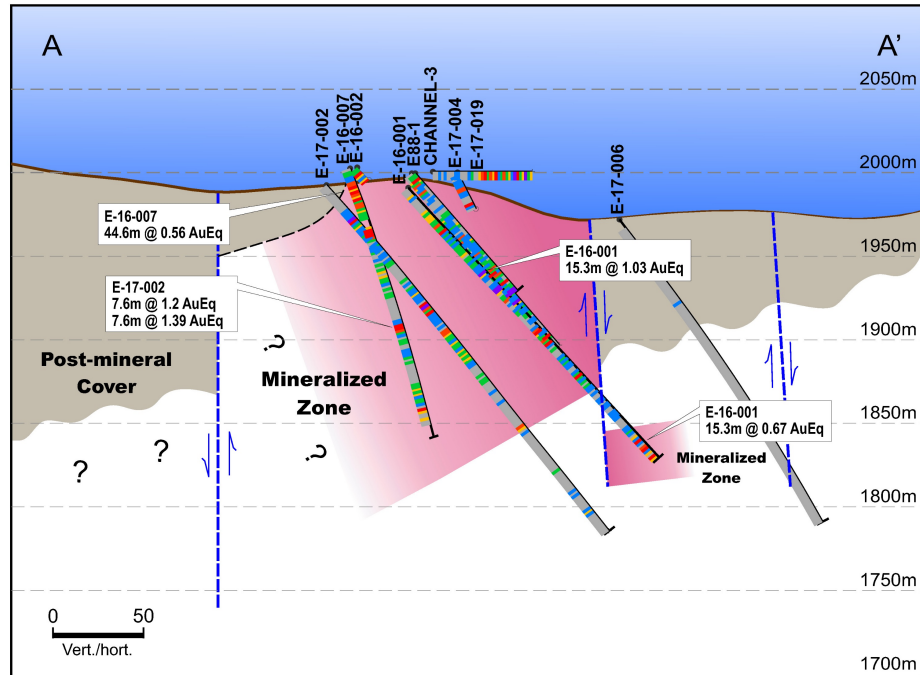 A
A'
2050m
2000m
1950m
1900m
1850m
1800m
1750m
1700m
E-17-002
E-16-007
E-16-002
E-16-001
E88-1
CHANNEL-3
E-17-004
E-17-019
E-17-006
E-16-007
44.6m @ 0.56 AuEq
E-17-002
7.6m @ 1.2 AuEq
7.6m @ 1.39 AuEq
E-16-001
15.3m @ 1.03 AuEq
E-16-001
15.3m @ 0.67 AuEq
Post-mineral
Cover
?
?
?
?
Mineralized
Zone
Mineralized
Zone
0
50
Vert./hort.